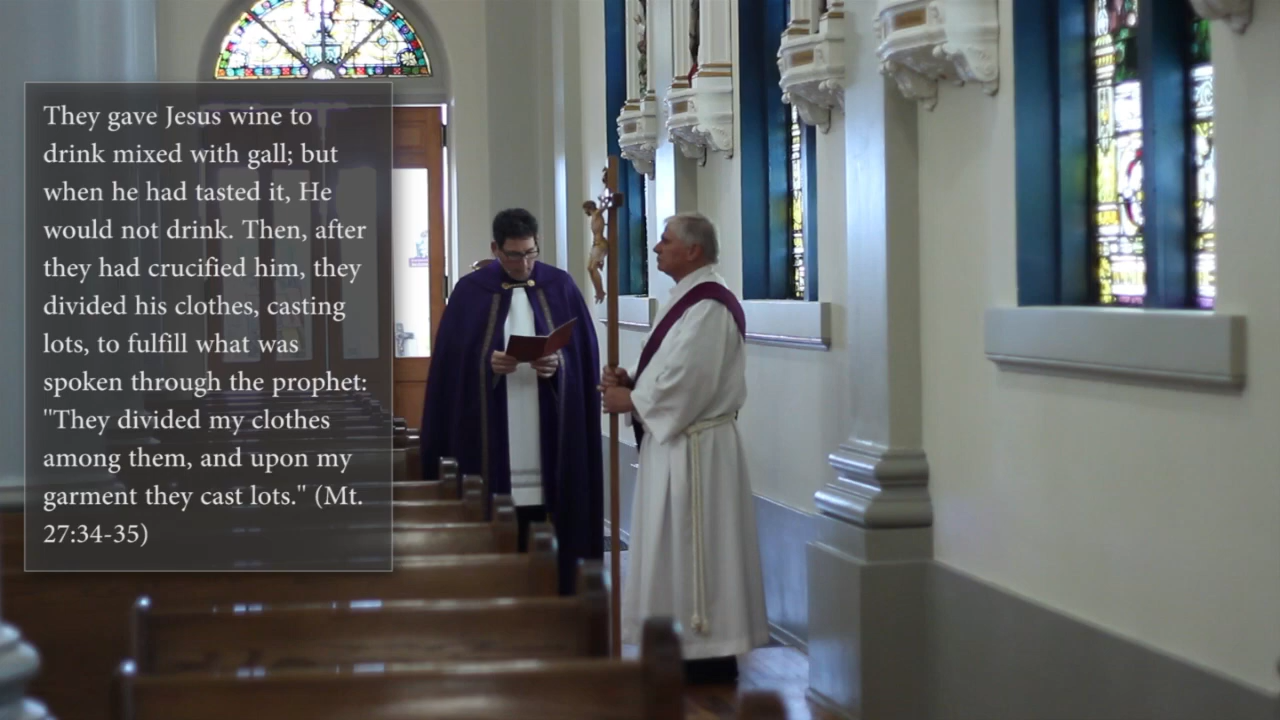 They gave Jesus wine to
drink mixed with gall; but
when he had tasted it, He
would not drink. Then, after
they had crucified him, they
divided his clothes, casting
lots, to fulfill what was
spoken through the prophet:
"They divided my clothes
among them, and upon my
garment they cast lots." (Mt.
27:34-35)